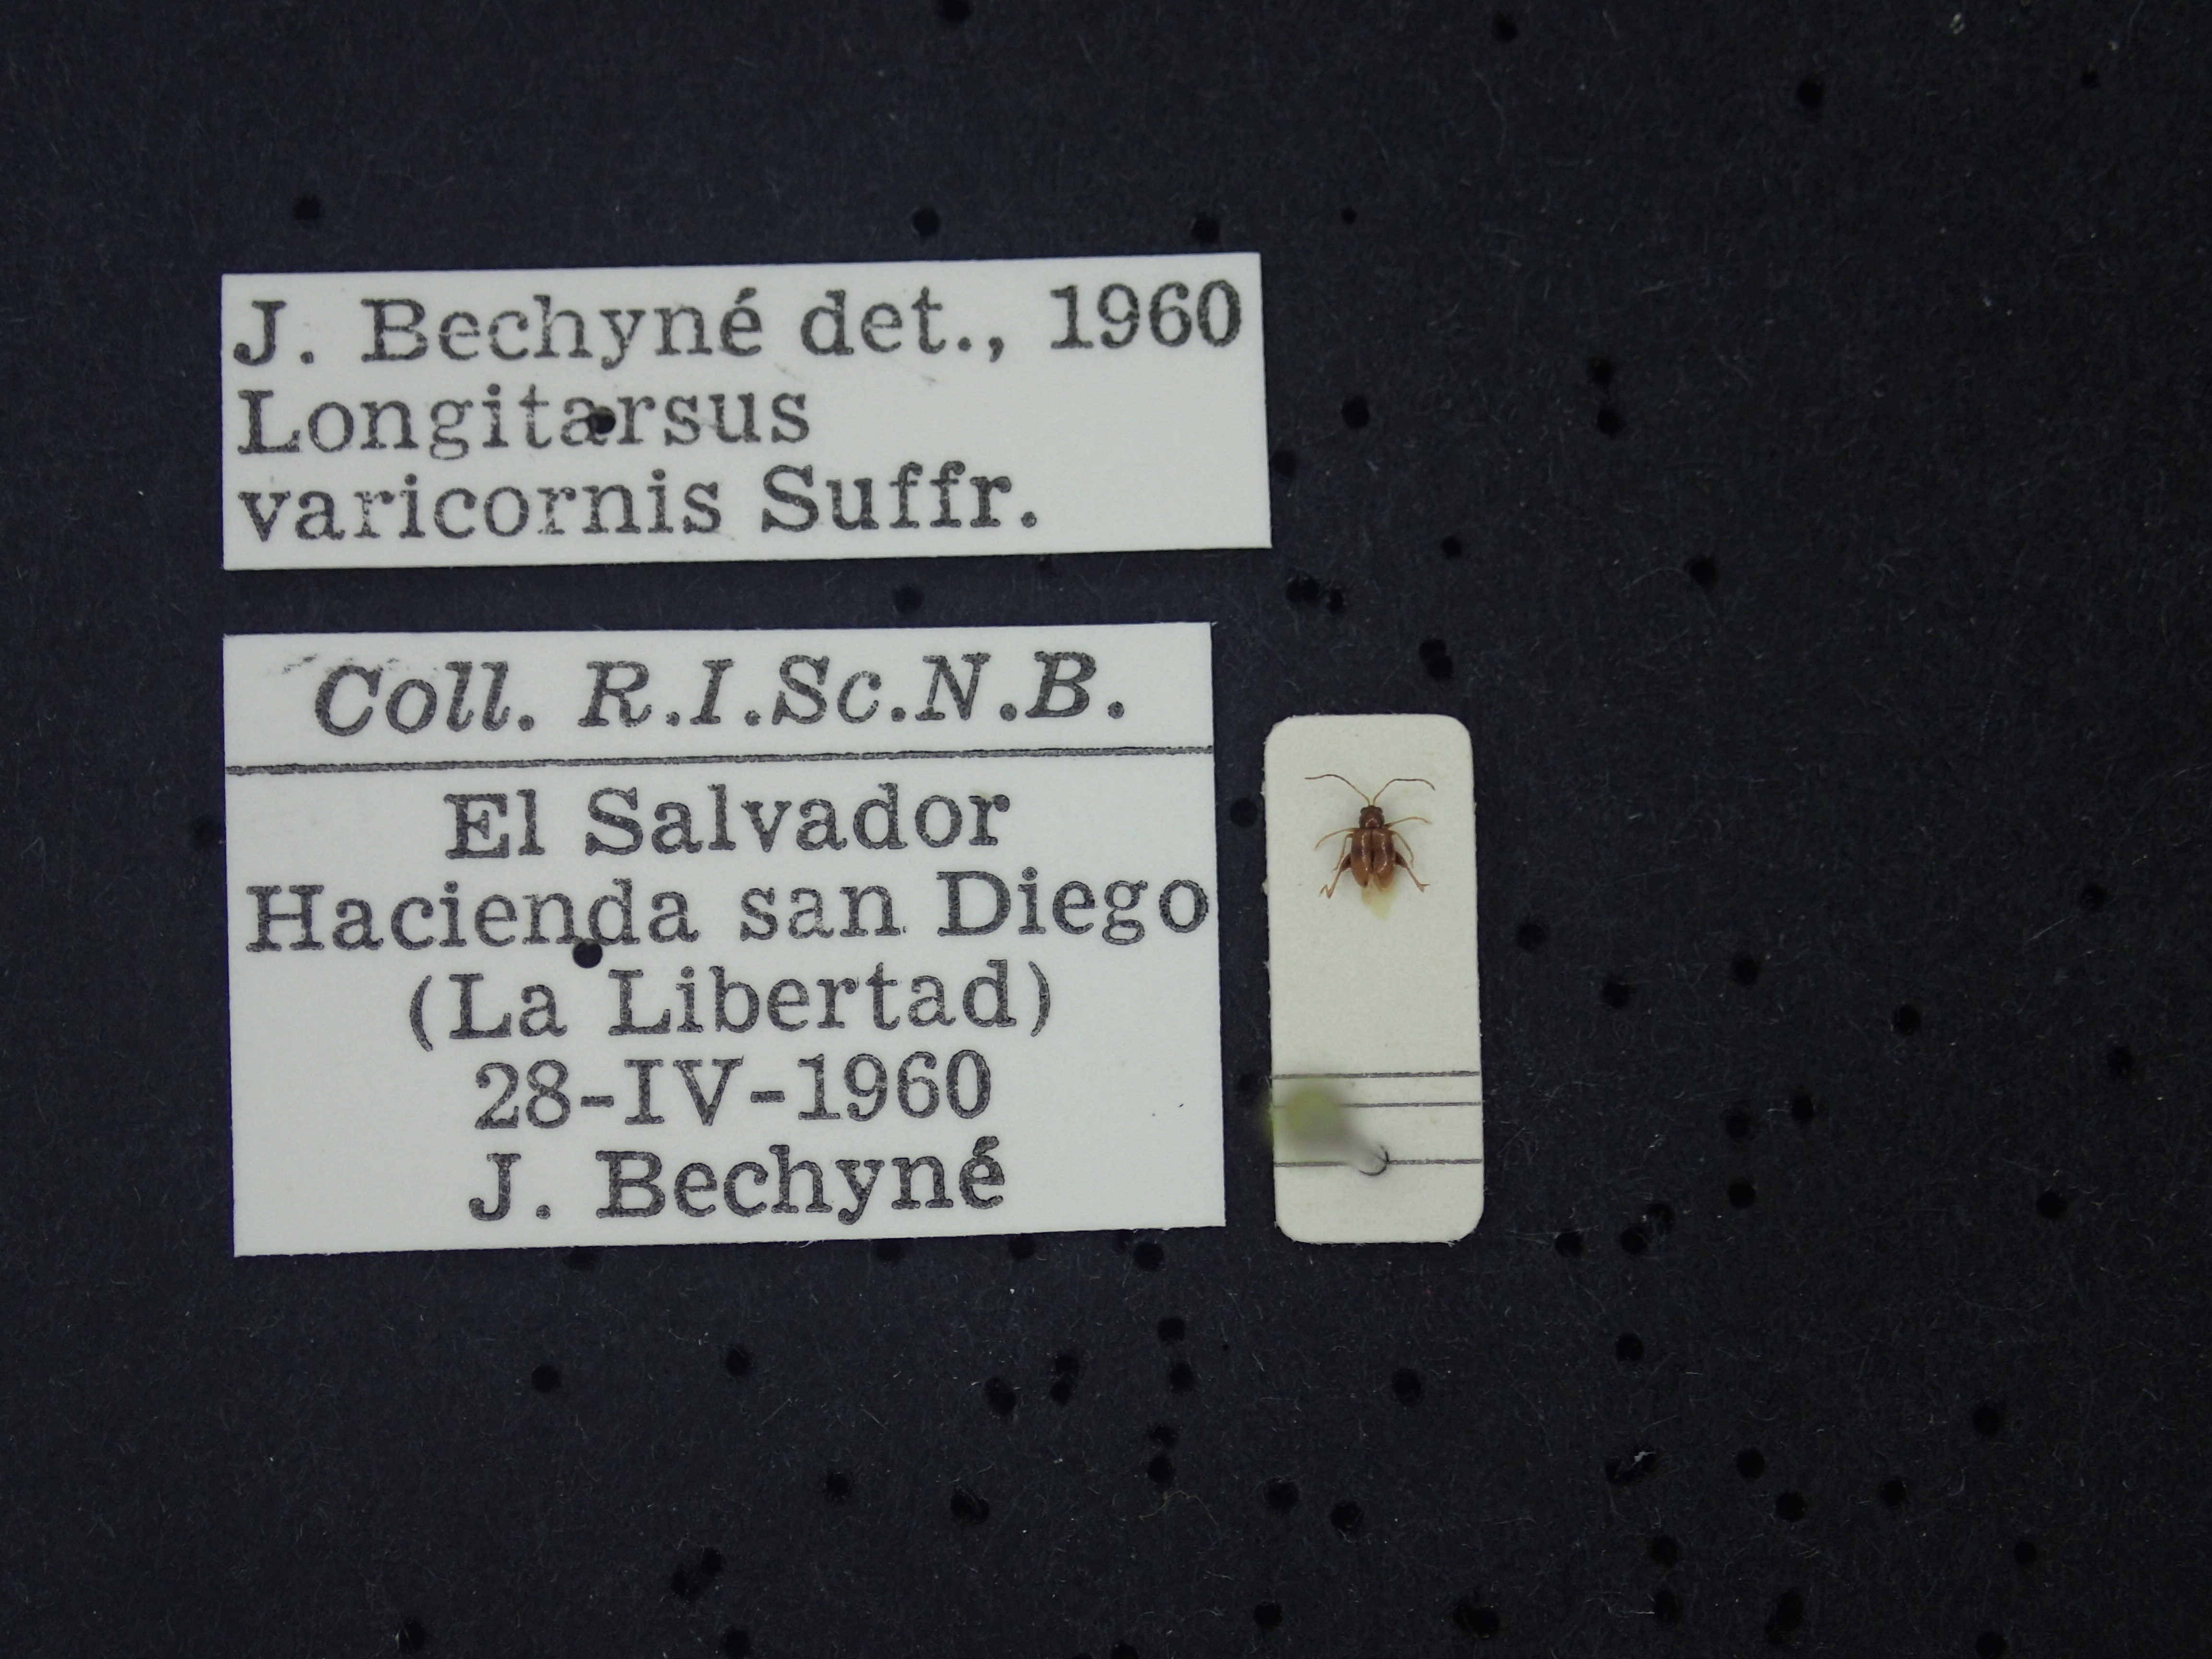 J. Bechyné det., 1960
Longitarsus
varicornis Suffr.
Coll. R.I.Sc.N.B.
El Salvador
Hacienda san Diego
(La Libertad)
28-IV-1960
J. Bechyné